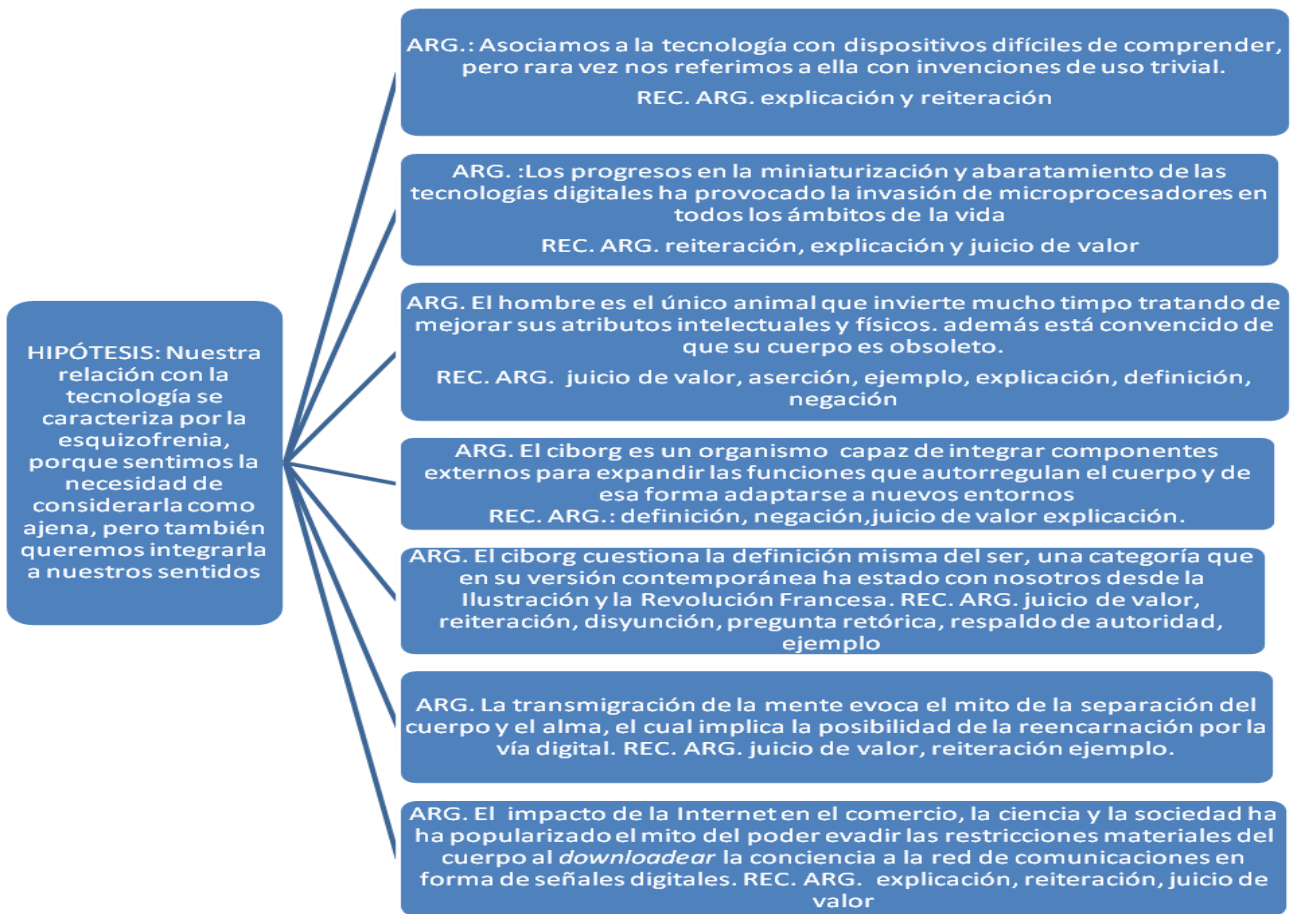 HIPÓTESIS: Nuestra
relación con la
tecnología se
caracteriza por la
esquizofrenia,
porque sentimos la
necesidad de
considerarla como
ajena, pero también
queremos integrarla
a nuestros sentidos
ARG.: Asociamos a la tecnología con dispositivos difíciles de comprender,
pero rara vez nos referimos a ella con invenciones de uso trivial.
REC. ARG. explicación y reiteración
ARG. :Los progresos en la miniaturización y abaratamiento de las
tecnologías digitales ha provocado la invasión de microprocesadores en
todos los ámbitos de la vida
REC. ARG. reiteración, explicación y juicio de valor
ARG. El hombre es el único animal que invierte mucho timpo tratando de
mejorar sus atributos intelectuales y físicos. además está convencido de
que su cuerpo es obsoleto.
REC. ARG. juicio de valor, aserción, ejemplo, explicación, definición,
negación
ARG. El ciborg es un organismo capaz de integrar componentes
externos para expandir las funciones que autorregulan el cuerpo y de
esa forma adaptarse a nuevos entornos
REC. ARG.: definición, negación,juicio de valor explicación.
ARG. El ciborg cuestiona la definición misma del ser, una categoría que
en su versión contemporánea ha estado con nosotros desde la
Ilustración y la Revolución Francesa. REC. ARG. juicio de valor,
reiteración, disyunción, pregunta retórica, respaldo de autoridad,
ejemplo
ARG. La transmigración de la mente evoca el mito de la separación del
cuerpo y el alma, el cual implica la posibilidad de la reencarnación por la
vía digital. REC. ARG. juicio de valor, reiteración ejemplo.
ARG. El impacto de la Internet en el comercio, la ciencia y la sociedad ha
ha popularizado el mito del poder evadir las restricciones materiales del
cuerpo al downloadear la conciencia a la red de comunicaciones en
forma de señales digitales. REC. ARG. explicación, reiteración, juicio de
valor